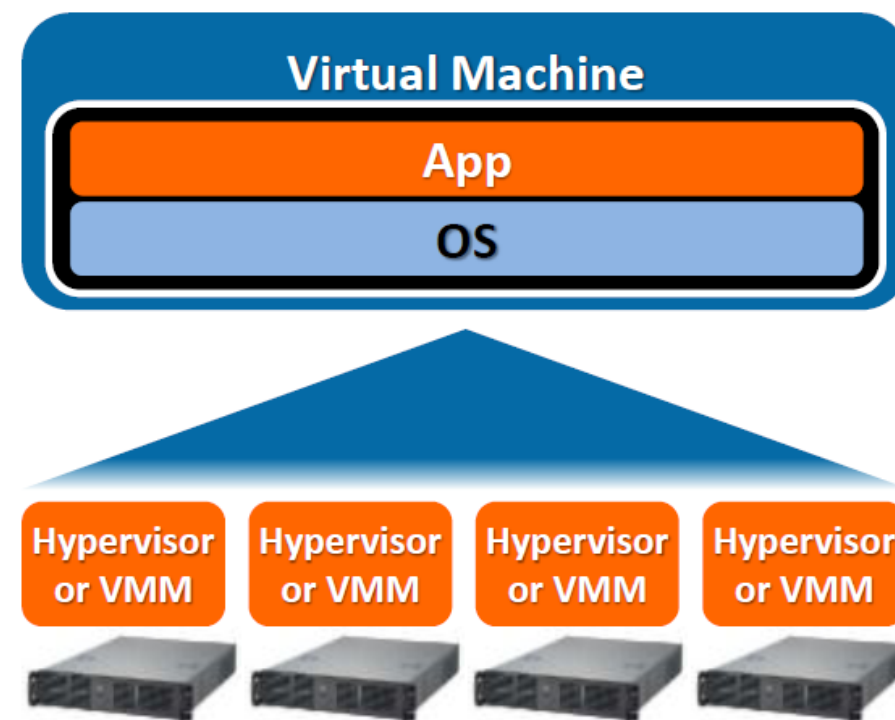 Virtual Machine
App
OS
Hypervisor
or VMM
Hypervisor
or VMM
Hypervisor
or VMM
Hypervisor
or VMM